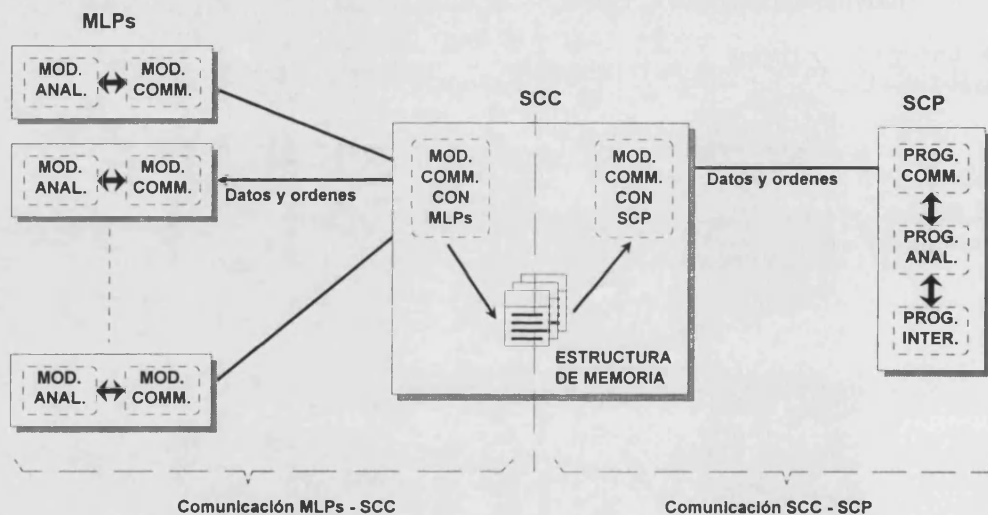 MLPs
MOD.
ANAL.
MOD.
COMM.
MOD.
ANAL.
MOD.
COMM.
Datos y ordenes
MOD.
ANAL.
MOD.
COMM.
SCC
MOD.
COMM.
CON
MLPs
MOD.
COMM.
CON
SCP
ESTRUCTURA
DE MEMORIA
Datos y ordenes
SCP
PROG.
COMM.
PROG.
ANAL.
PROG.
INTER.
Comunicación MLPs - SCC
Comunicación SCC - SCP